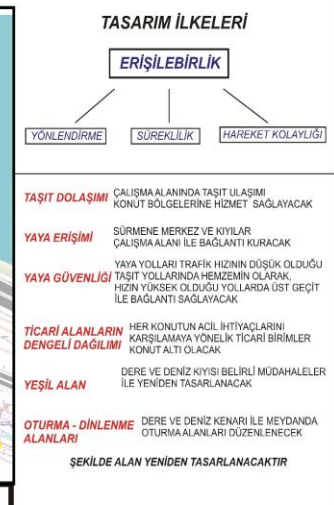 TASARIM İLKELERİ
ERİŞİLEBİRLİK
YÖNLENDİRME
SÜREKLİLİK
HAREKET KOLAYLIĞI
TAŞIT DOLAŞIMI
ÇALIŞMA ALANINDA TAŞIT ULAŞIMI
KONUT BÖLGELERİNE HİZMET SAĞLAYACAK
YAYA ERİŞİMİ
SÜRMENE MERKEZ VE KIYILAR
ÇALIŞMA ALANI İLE BAĞLANTI KURACAK
YAYA GÜVENLİĞİ
YAYA YOLLARI TRAFİK HIZININ DÜŞÜK OLDUĞU
TAŞIT YOLLARINDA HEMZEMİN OLARAK,
HIZIN YÜKSEK OLDUĞU YOLLARDA ÜST GEÇİT
İLE BAĞLANTI SAĞLAYACAK
TİCARİ ALANLARIN
DENGELİ DAĞILIMI
HER KONUTUN ACİL İHTİYAÇLARINI
KARŞILAMAYA YÖNELİK TİCARİ BİRİMLER
KONUT ALTI OLACAK
YEŞİL ALAN
DERE VE DENİZ KIYISI BELİRLİ MÜDAHALELER
İLE YENİDEN TASARLANACAK
OTURMA - DİNLENME
ALANLARI
DERE VE DENİZ KENARI İLE MEYDANDA
OTURMA ALANLARI DÜZENLENECEK
ŞEKİLDE ALAN YENİDEN TASARLANACAKTIR